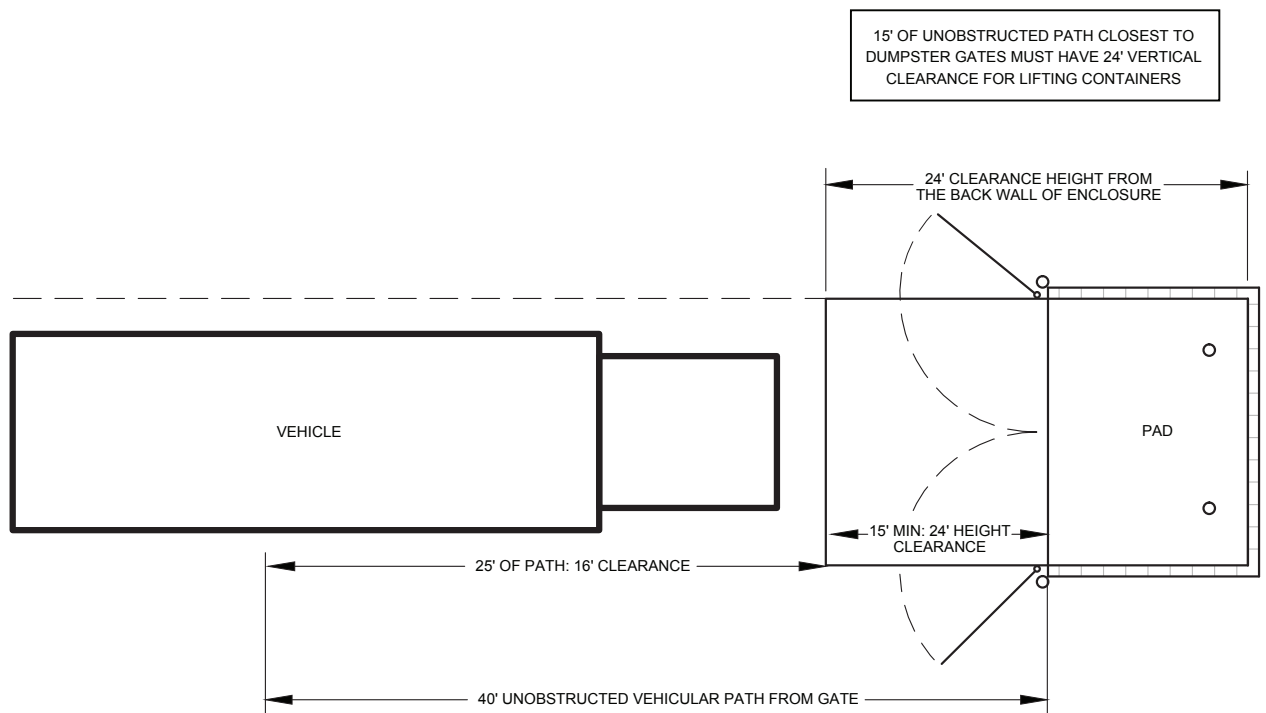 15' OF UNOBSTRUCTED PATH CLOSEST TO
DUMPSTER GATES MUST HAVE 24' VERTICAL
CLEARANCE FOR LIFTING CONTAINERS
24' CLEARANCE HEIGHT FROM
THE BACK WALL OF ENCLOSURE
VEHICLE
PAD
15' MIN: 24' HEIGHT
CLEARANCE
25' OF PATH: 16' CLEARANCE
40' UNOBSTRUCTED VEHICULAR PATH FROM GATE